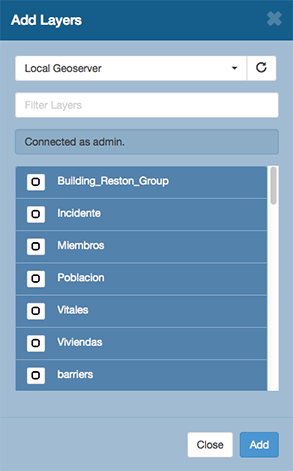 Add Layers
Local Geoserver
Filter Layers
Connected as admin.
Building_Reston_Group
Incidente
Miembros
Poblacion
Vitales
Viviendas
barriers
Close
Add